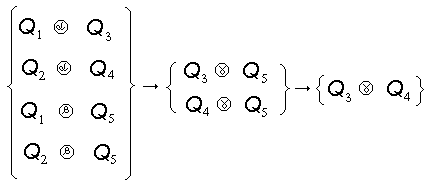 Q₁ Q₃
Q₂ Q₄
Q₁ Q₅
Q₂ Q₅
→
Q₃ Q₅
Q₄ Q₅
→ { Q₃ Q₄ }